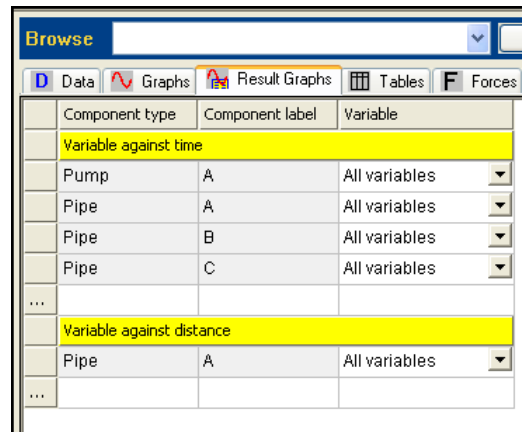 Browse
D Data Graphs Result Graphs Tables F Forces
Component type Component label Variable
Variable against time
Pump A All variables
Pipe A All variables
Pipe B All variables
Pipe C All variables
...
Variable against distance
Pipe A All variables
...